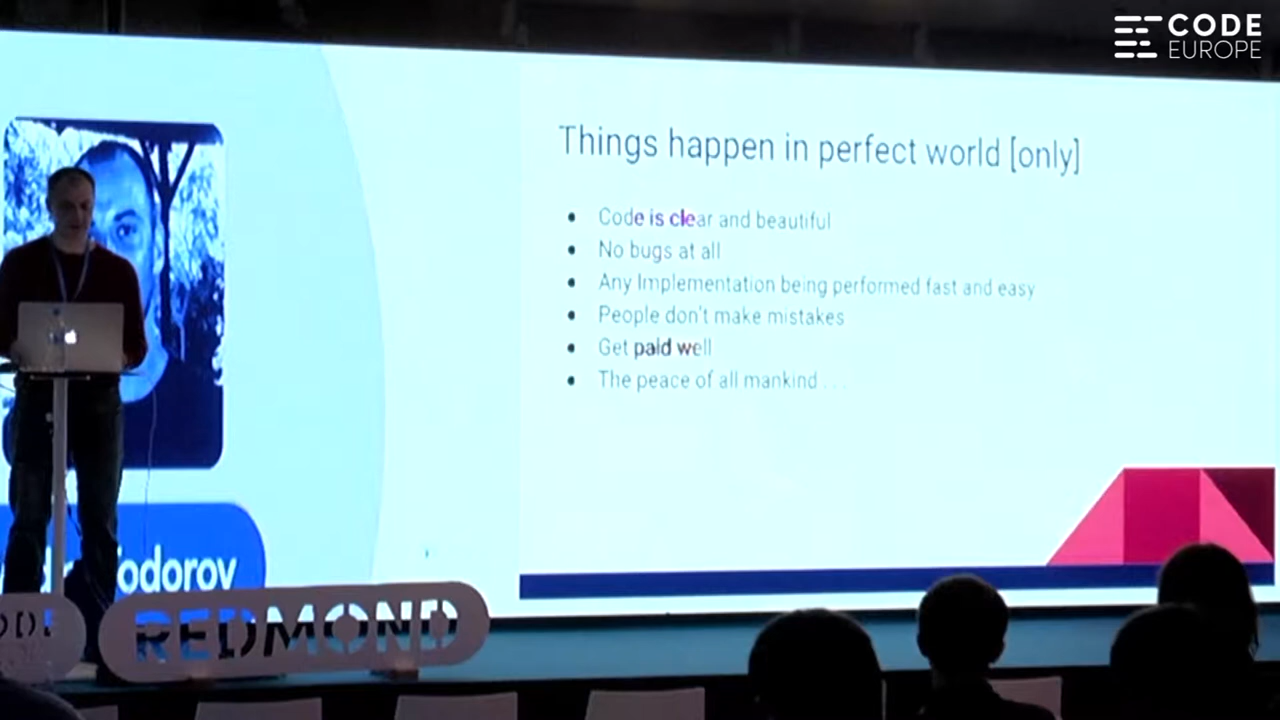 CODE
EUROPE
Things happen in perfect world [only]
• Code is clear and beautiful
• No bugs at all
• Any Implementation being performed fast and easy
• People don't make mistakes
• Get paid well
• The peace of all mankind . . .
REDMOND